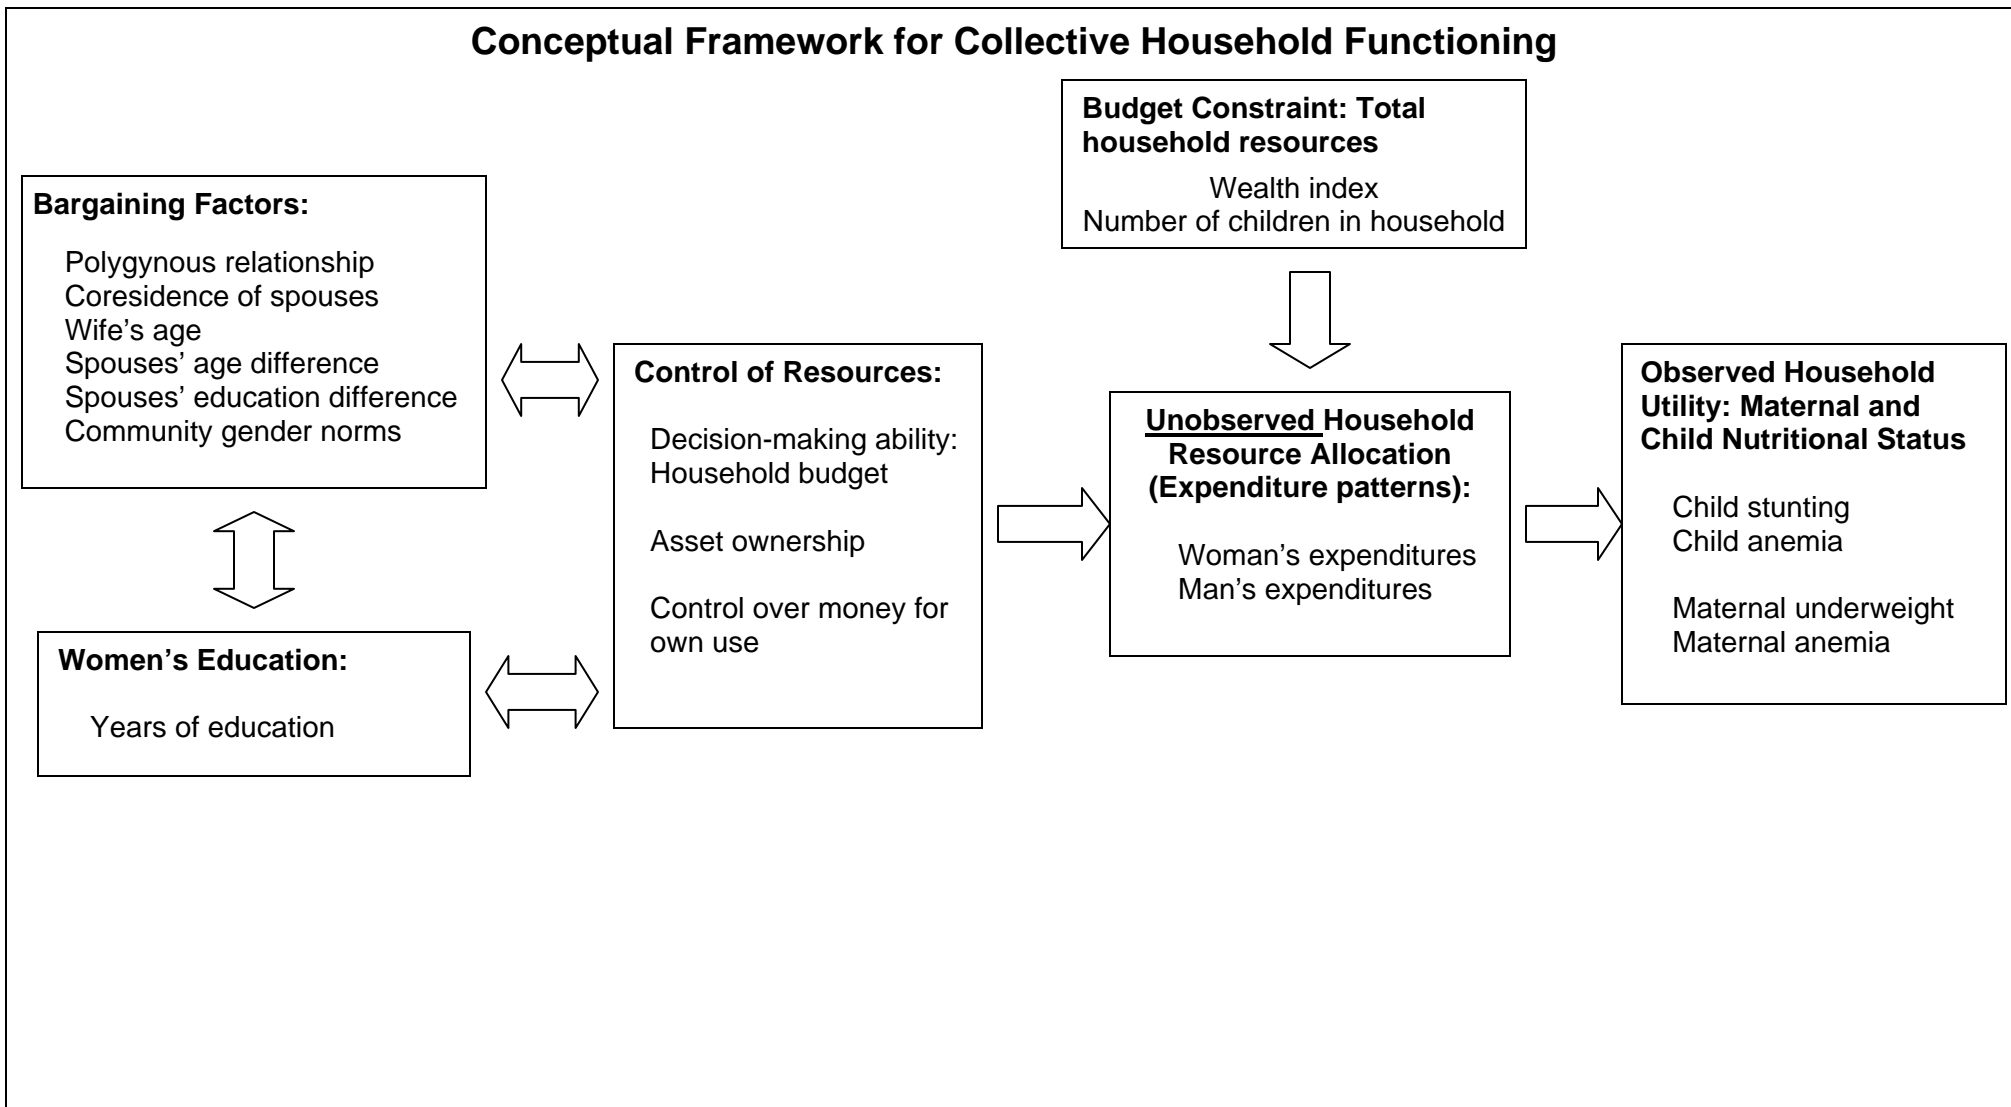 Conceptual Framework for Collective Household Functioning
Budget Constraint: Total
household resources
Wealth index
Number of children in household
Bargaining Factors:
Polygynous relationship
Coresidence of spouses
Wife’s age
Spouses’ age difference
Spouses’ education difference
Community gender norms
Control of Resources:
Decision-making ability:
Household budget
Asset ownership
Control over money for
own use
Unobserved Household
Resource Allocation
(Expenditure patterns):
Woman’s expenditures
Man’s expenditures
Observed Household
Utility: Maternal and
Child Nutritional Status
Child stunting
Child anemia
Maternal underweight
Maternal anemia
Women’s Education:
Years of education